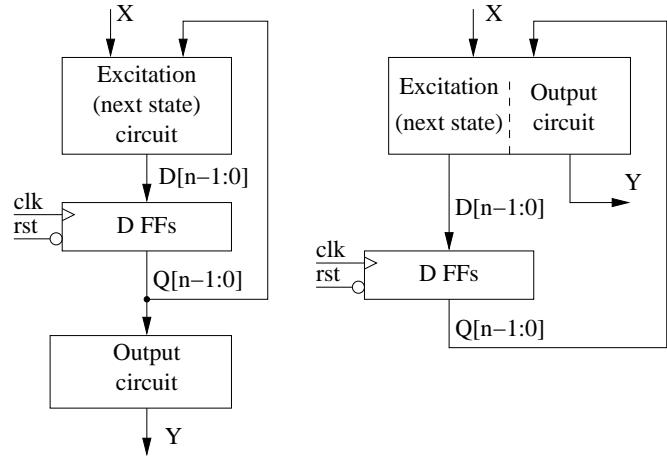 X
Excitation
(next state)
circuit
D[n−1:0]
clk
rst
D FFs
Q[n−1:0]
Output
circuit
Y
X
Excitation
(next state)
Output
circuit
Y
D[n−1:0]
clk
rst
D FFs
Q[n−1:0]